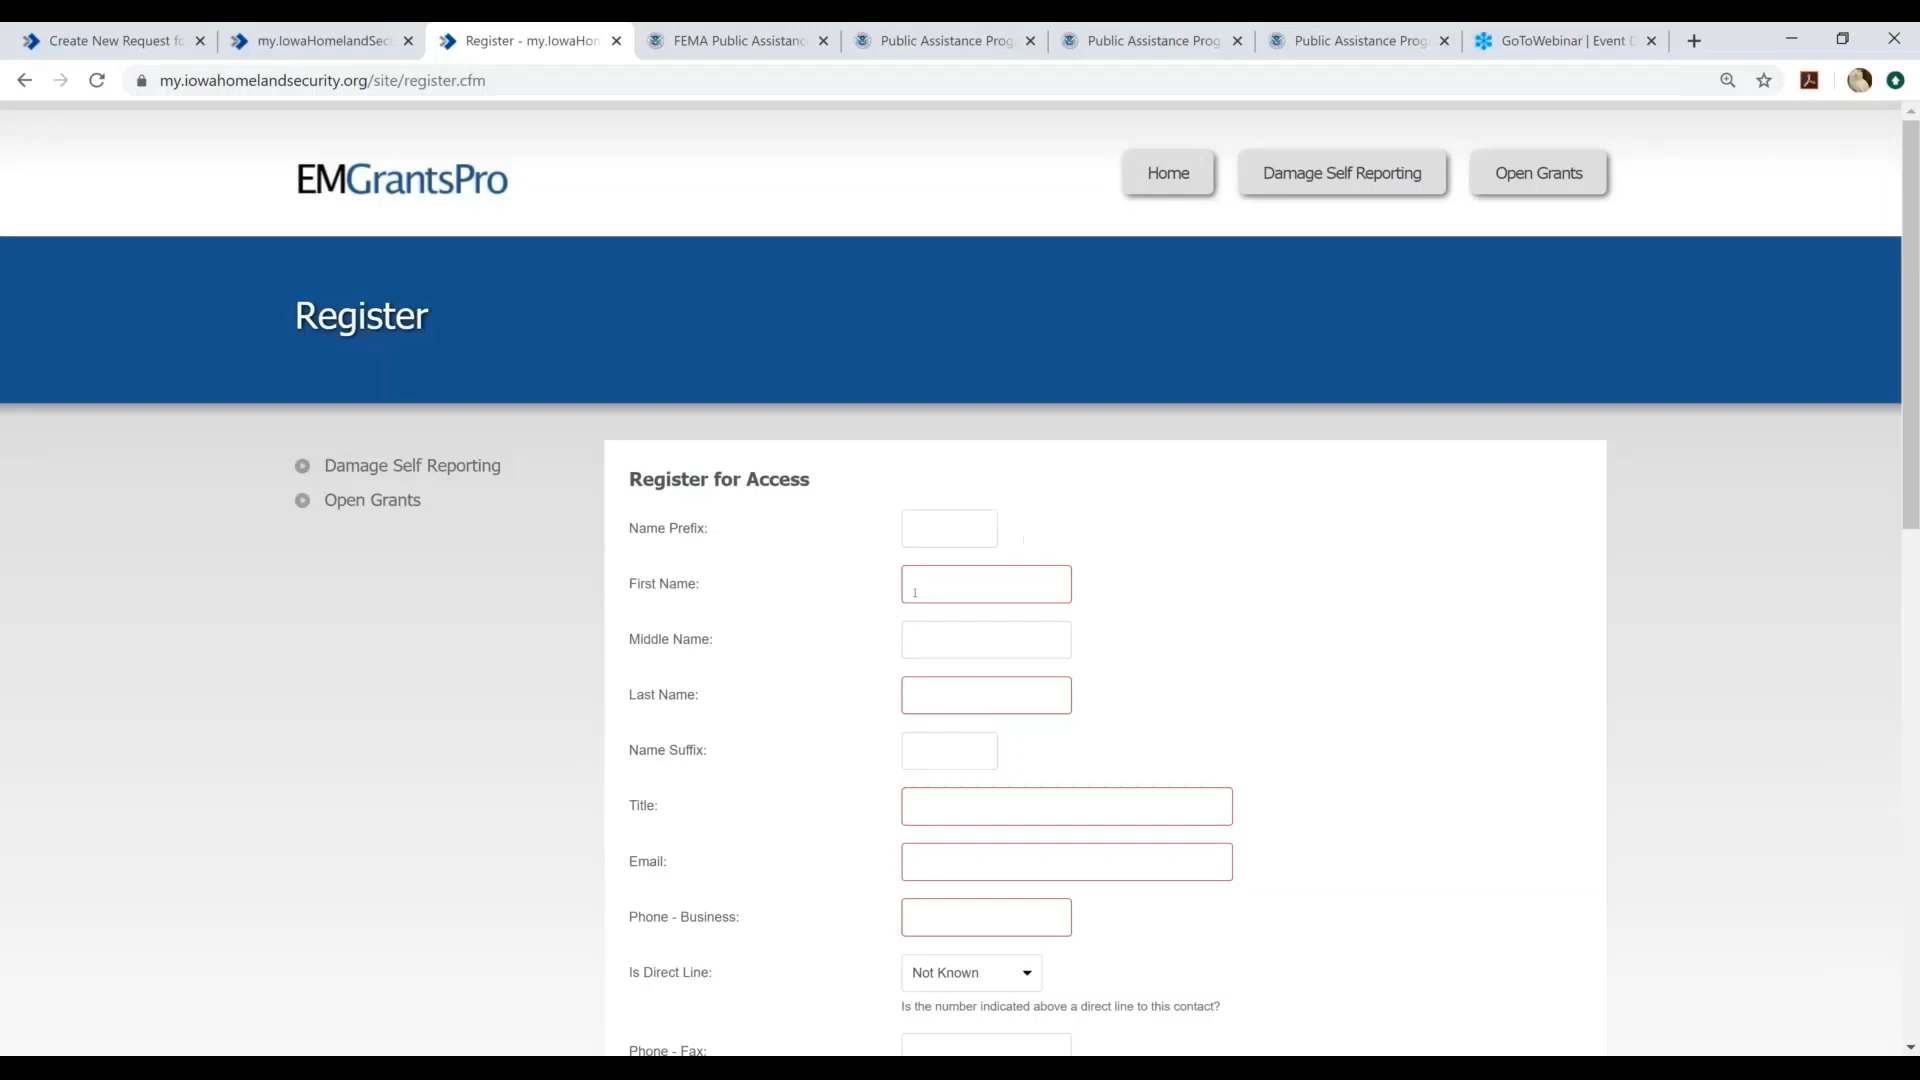 Create New Request fo
my.IowaHomelandSec
Register - my.IowaHom
FEMA Public Assistanc
Public Assistance Prog
Public Assistance Prog
Public Assistance Prog
GoToWebinar | Event D
my.iowahomelandsecurity.org/site/register.cfm
EMGrantsPro
Home
Damage Self Reporting
Open Grants
Register
Damage Self Reporting
Open Grants
Register for Access
Name Prefix:
First Name:
Middle Name:
Last Name:
Name Suffix:
Title:
Email:
Phone - Business:
Is Direct Line:
Not Known
Is the number indicated above a direct line to this contact?
Phone - Fax: